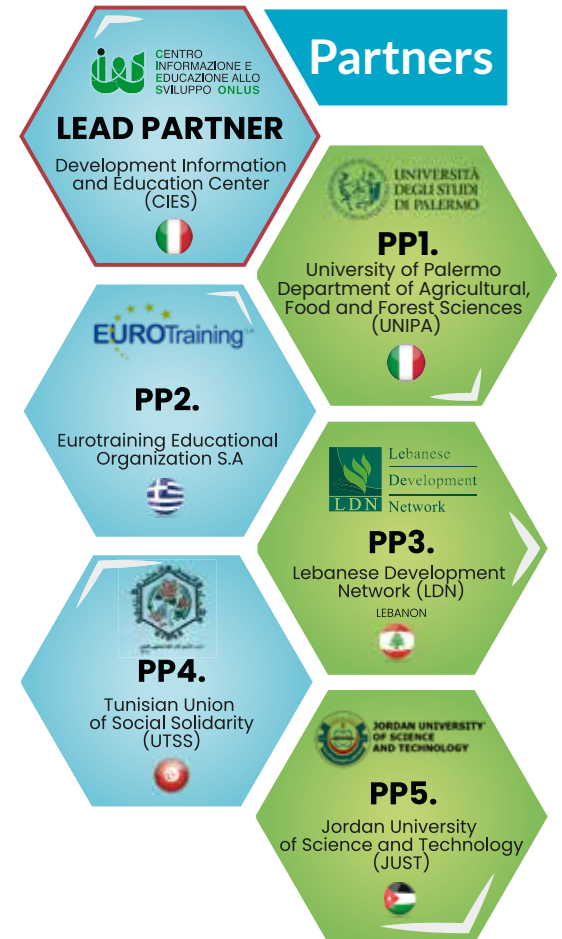 Partners
CENTRO
INFORMAZIONE E
EDUCAZIONE ALLO
SVILUPPO ONLUS
LEAD PARTNER
Development Information
and Education Center
(CIES)
UNIVERSITÀ
DEGLI STUDI
DI PALERMO
PP1.
University of Palermo
Department of Agricultural,
Food and Forest Sciences
(UNIPA)
EUROTraining
PP2.
Eurotraining Educational
Organization S.A
Lebanese
Development
Network
LDN
PP3.
Lebanese Development
Network (LDN)
LEBANON
PP4.
Tunisian Union
of Social Solidarity
(UTSS)
JORDAN UNIVERSITY
OF SCIENCE
AND TECHNOLOGY
PP5.
Jordan University
of Science and Technology
(JUST)